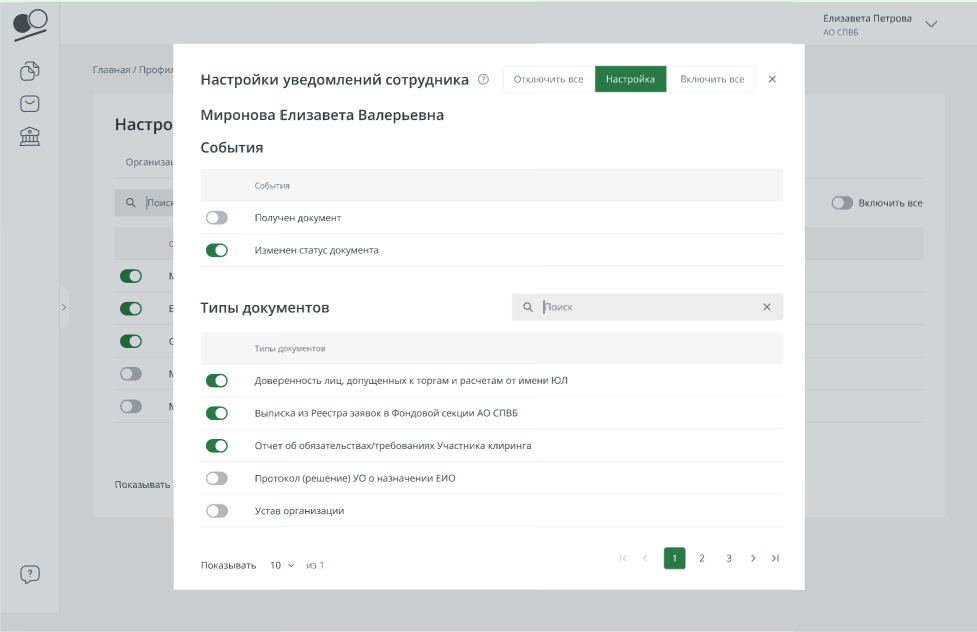 Елизавета Петрова
АО СПВБ
Главная / Профил
Настройки уведомлений сотрудника ?
Отключить все
Настройка
Включить все
Миронова Елизавета Валерьевна
Настро
События
Организац
События
Поиск
Включить все
Получен документ
Изменен статус документа
Типы документов
Поиск
Типы документов
Доверенность лиц, допущенных к торгам и расчетам от имени ЮЛ
Выписка из Реестра заявок в Фондовой секции АО СПВБ
Отчет об обязательствах/требованиях Участника клиринга
Протокол (решение) УО о назначении ЕИО
Показывать
Устав организации
Показывать 10 из 1
1 2 3
?